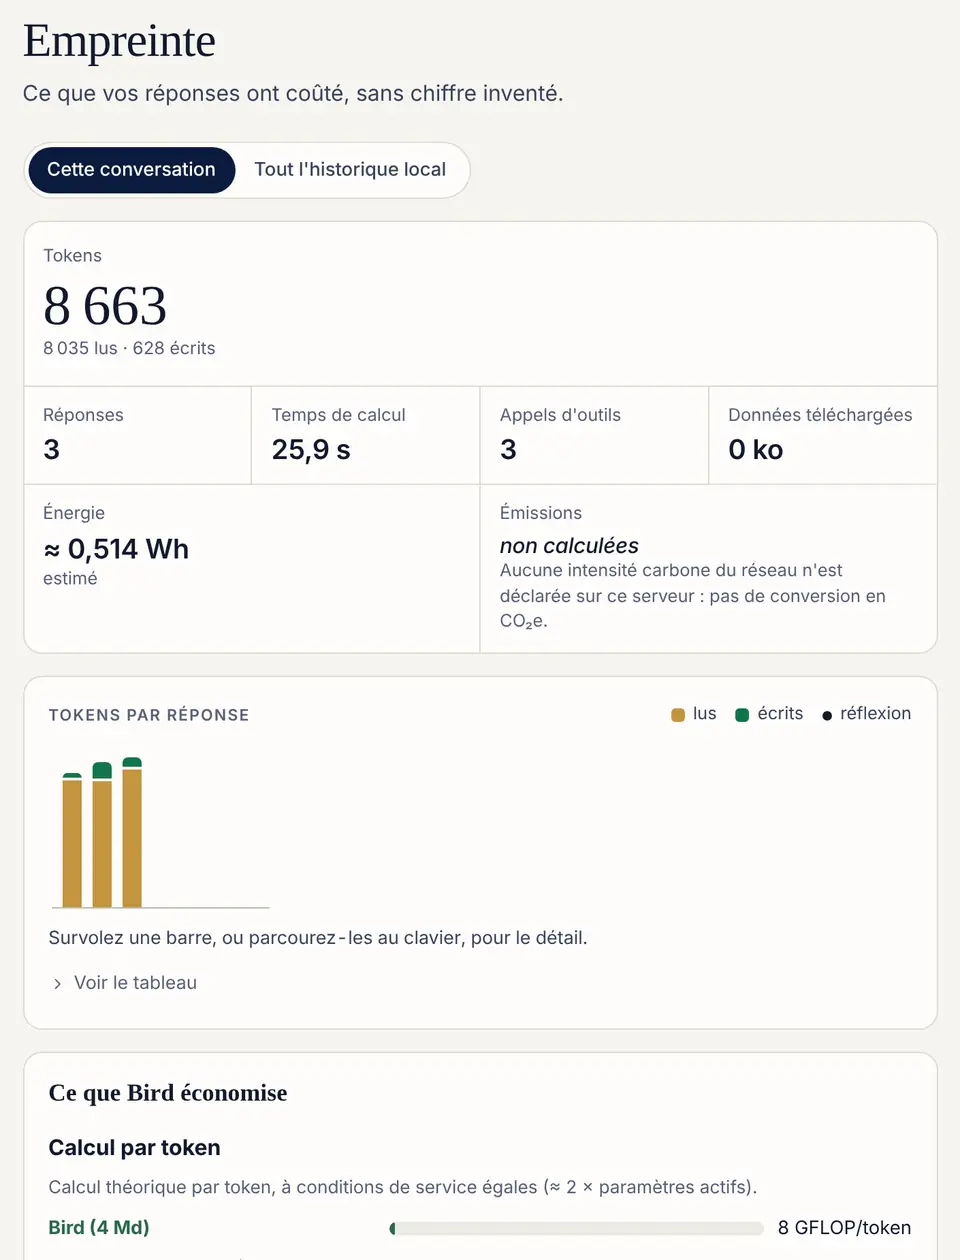 Empreinte
Ce que vos réponses ont coûté, sans chiffre inventé.
Cette conversation
Tout l'historique local
Tokens
8 663
8 035 lus · 628 écrits
Réponses
3
Temps de calcul
25,9 s
Appels d'outils
3
Données téléchargées
0 ko
Énergie
≈ 0,514 Wh
estimé
Émissions
non calculées
Aucune intensité carbone du réseau n'est
déclarée sur ce serveur : pas de conversion en
CO₂e.
TOKENS PAR RÉPONSE
lus
écrits
réflexion
Survolez une barre, ou parcourez-les au clavier, pour le détail.
Voir le tableau
Ce que Bird économise
Calcul par token
Calcul théorique par token, à conditions de service égales (≈ 2 × paramètres actifs).
Bird (4 Md)
8 GFLOP/token